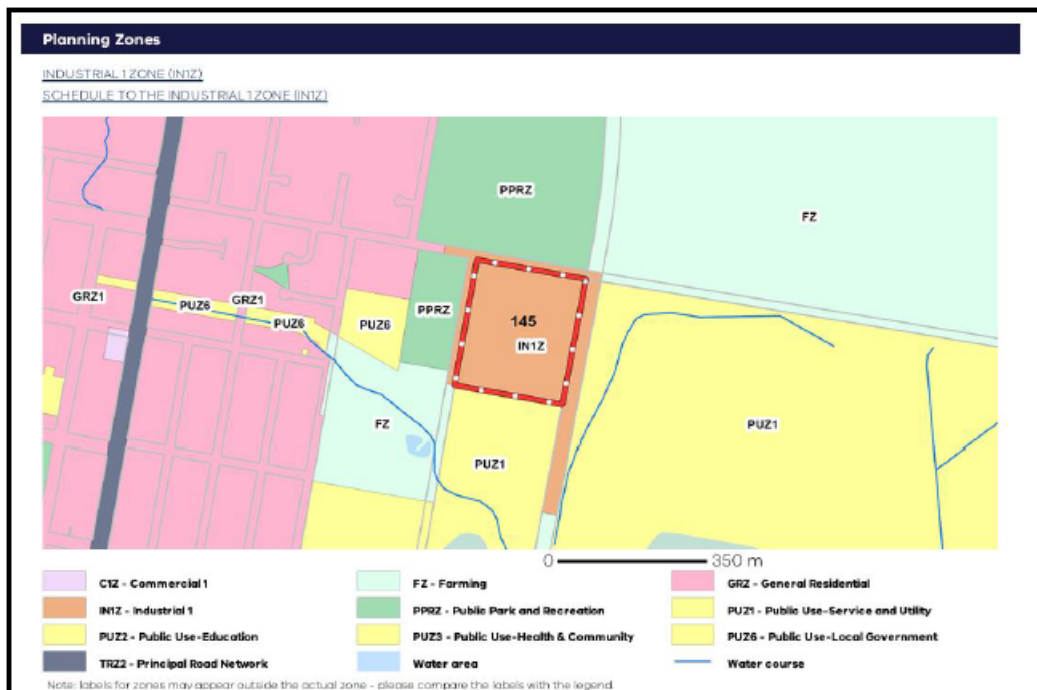 Planning Zones
INDUSTRIAL 1 ZONE (IN1Z)
SCHEDULE TO THE INDUSTRIAL 1 ZONE (IN1Z)
PPRZ
FZ
GRZ1
PUZ6
GRZ1
PUZ6
PUZ6
PPRZ
145
IN1Z
FZ
PUZ1
PUZ1
0 350 m
C1Z - Commercial 1
FZ - Farming
GRZ - General Residential
IN1Z - Industrial 1
PPRZ - Public Park and Recreation
PUZ1 - Public Use-Service and Utility
PUZ2 - Public Use-Education
PUZ3 - Public Use-Health & Community
PUZ6 - Public Use-Local Government
TRZ2 - Principal Road Network
Water area
Water course
Note: labels for zones may appear outside the actual zone - please compare the labels with the legend